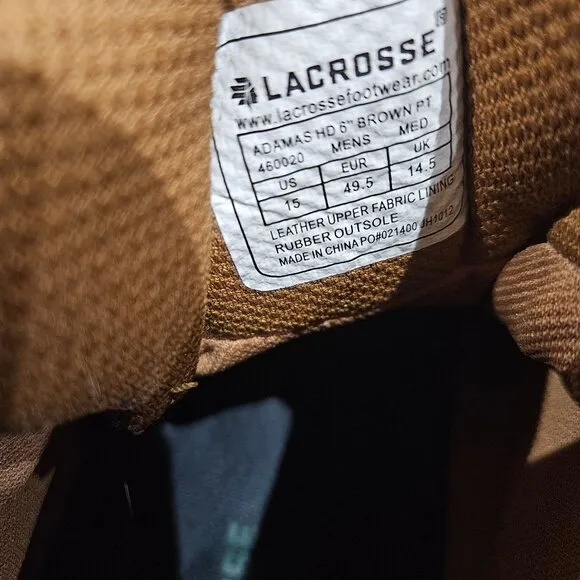 LACROSSE®
www.lacrossefootwear.com
ADAMAS HD 6" BROWN PT
460020 MENS MED
US EUR UK
15 49.5 14.5
LEATHER UPPER FABRIC LINING
RUBBER OUTSOLE
MADE IN CHINA PO#021400 JH1012